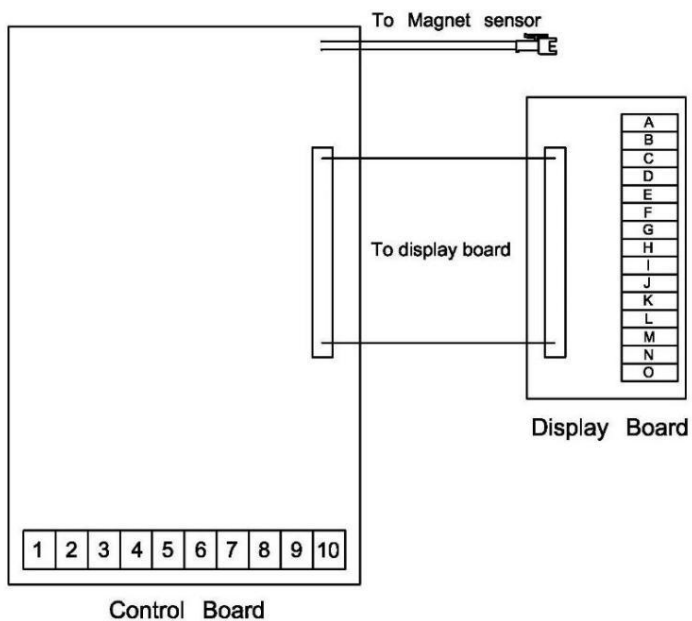 To Magnet sensor
A
B
C
D
E
F
G
To display board
H
I
J
K
L
M
N
O
Display Board
1 2 3 4 5 6 7 8 9 10
Control Board